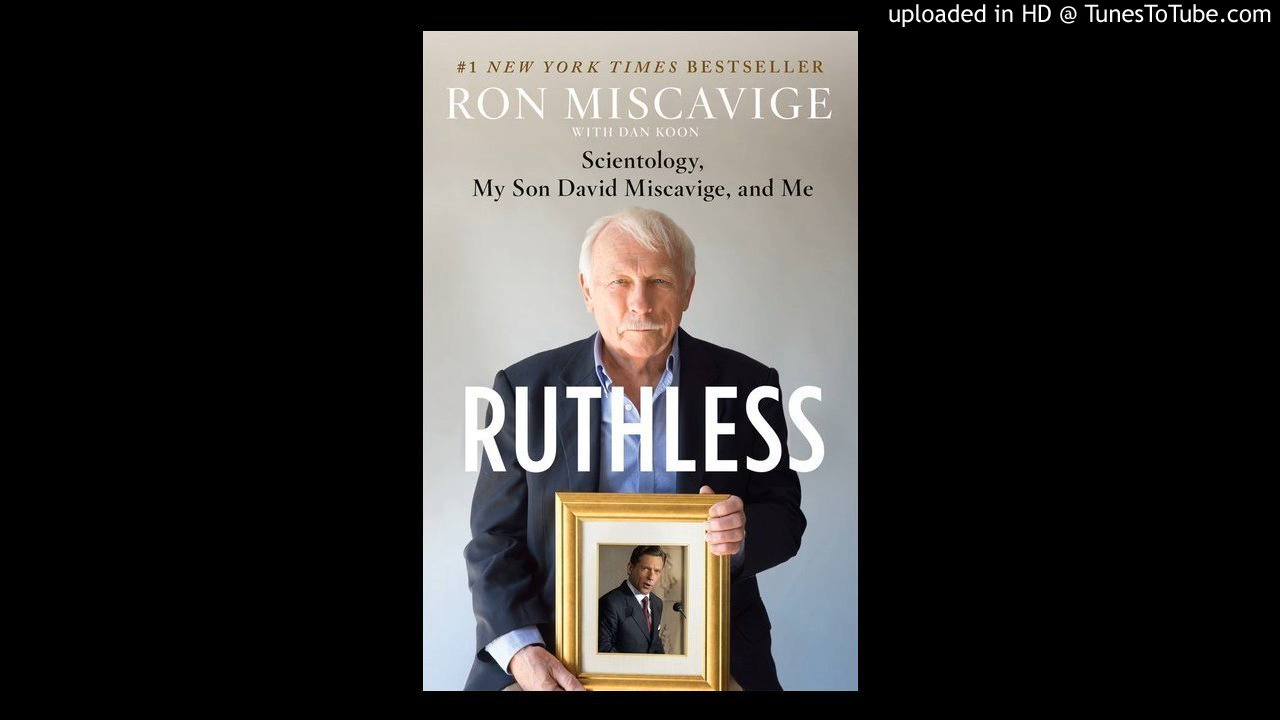 uploaded in HD @ TunesToTube.com
#1 NEW YORK TIMES BESTSELLER
RON MISCAVIGE
WITH DAN KOON
Scientology,
My Son David Miscavige, and Me
RUTHLESS